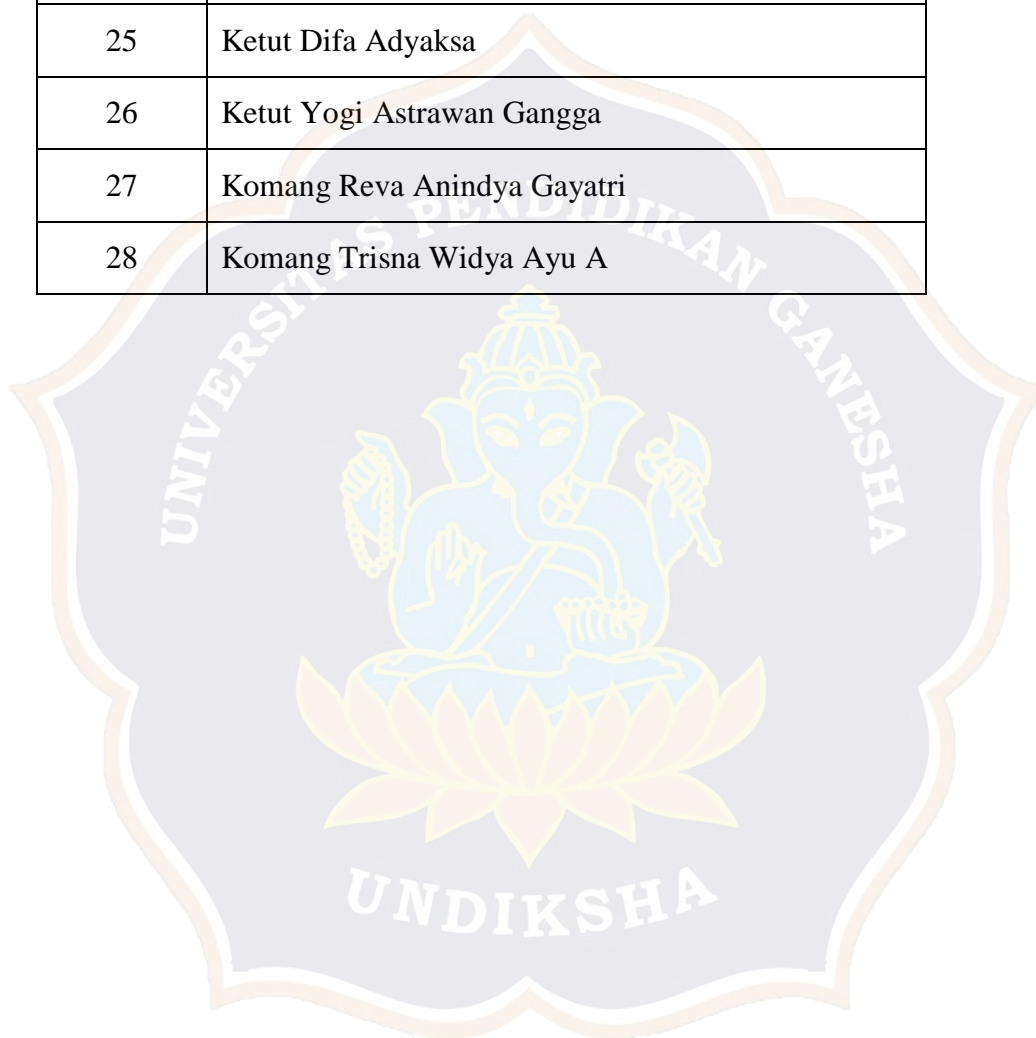 25 Ketut Difa Adyaksa
26 Ketut Yogi Astrawan Gangga
27 Komang Reva Anindya Gayatri
28 Komang Trisna Widya Ayu A
UNIVERSITAS PENDIDIKAN GANESHA
UNDIKSHA